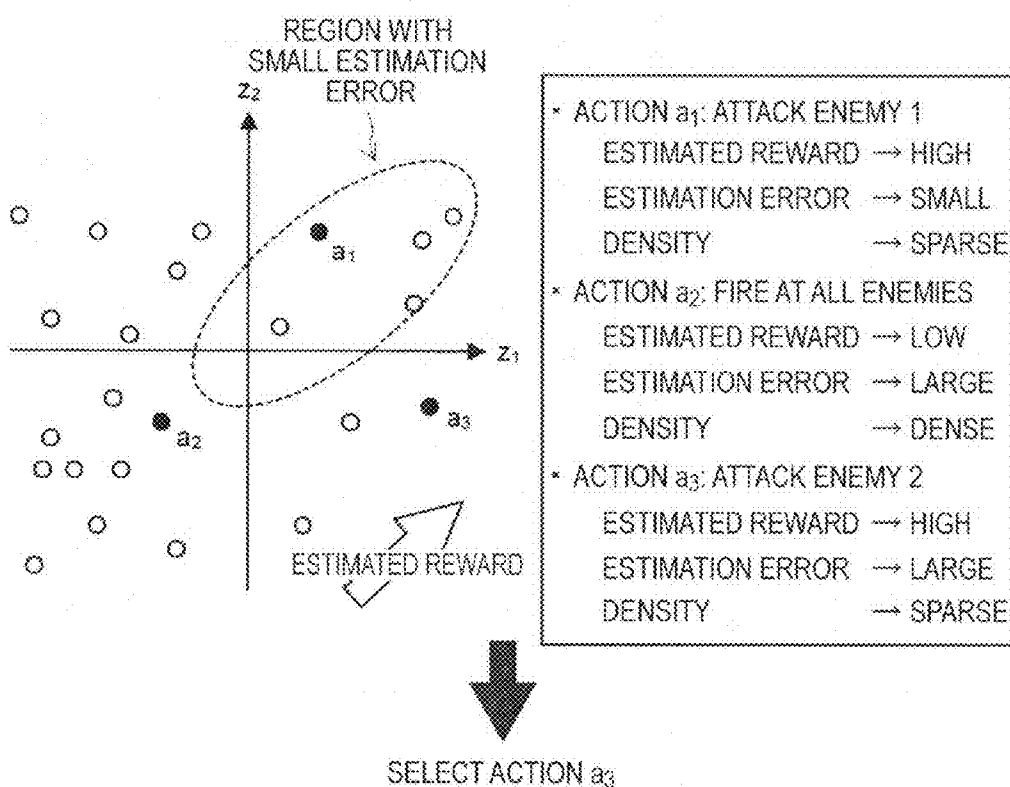 REGION WITH
SMALL ESTIMATION
ERROR
z₂
z₁
a₁
a₂
a₃
ESTIMATED REWARD
* ACTION a₁: ATTACK ENEMY 1
ESTIMATED REWARD → HIGH
ESTIMATION ERROR → SMALL
DENSITY → SPARSE
* ACTION a₂: FIRE AT ALL ENEMIES
ESTIMATED REWARD → LOW
ESTIMATION ERROR → LARGE
DENSITY → DENSE
* ACTION a₃: ATTACK ENEMY 2
ESTIMATED REWARD → HIGH
ESTIMATION ERROR → LARGE
DENSITY → SPARSE
SELECT ACTION a₃